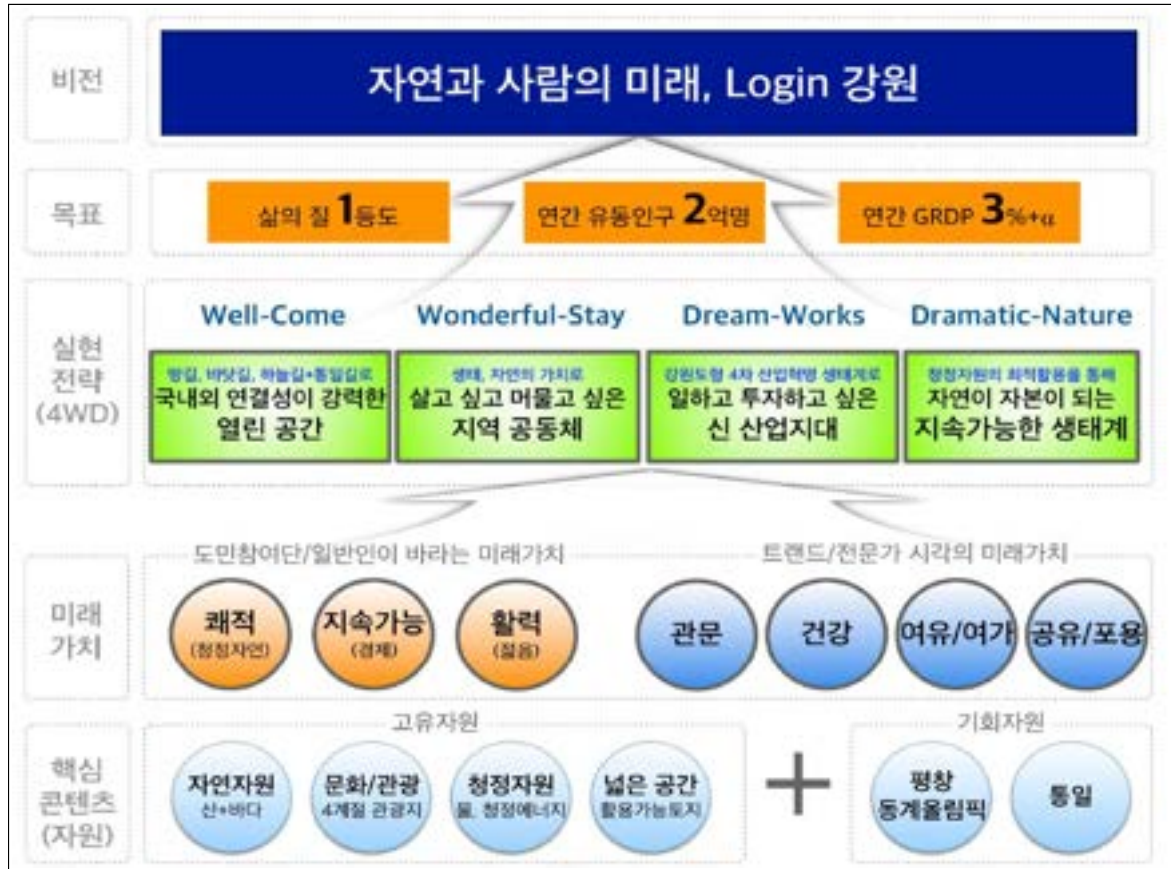 비전
자연과 사람의 미래, Login 강원
목표
삶의 질 1등도
연간 유동인구 2억명
연간 GRDP 3%+α
실현
전략
(4WD)
Well-Come
땅길, 바닷길, 하늘길+통일길로
국내외 연결성이 강력한
열린 공간
Wonderful-Stay
생태, 자연의 가치로
살고 싶고 머물고 싶은
지역 공동체
Dream-Works
강원도형 4차 산업혁명 생태계로
일하고 투자하고 싶은
신 산업지대
Dramatic-Nature
청정자원의 최적활용을 통해
자연이 자본이 되는
지속가능한 생태계
미래
가치
도민참여단/일반인이 바라는 미래가치
쾌적
(청정자연)
지속가능
(경제)
활력
(젊음)
트랜드/전문가 시각의 미래가치
관문
건강
여유/여가
공유/포용
핵심
콘텐츠
(자원)
고유자원
자연자원
산+바다
문화/관광
4계절 관광지
청정자원
물, 청정에너지
넓은 공간
활용가능토지
+
기회자원
평창
동계올림픽
통일